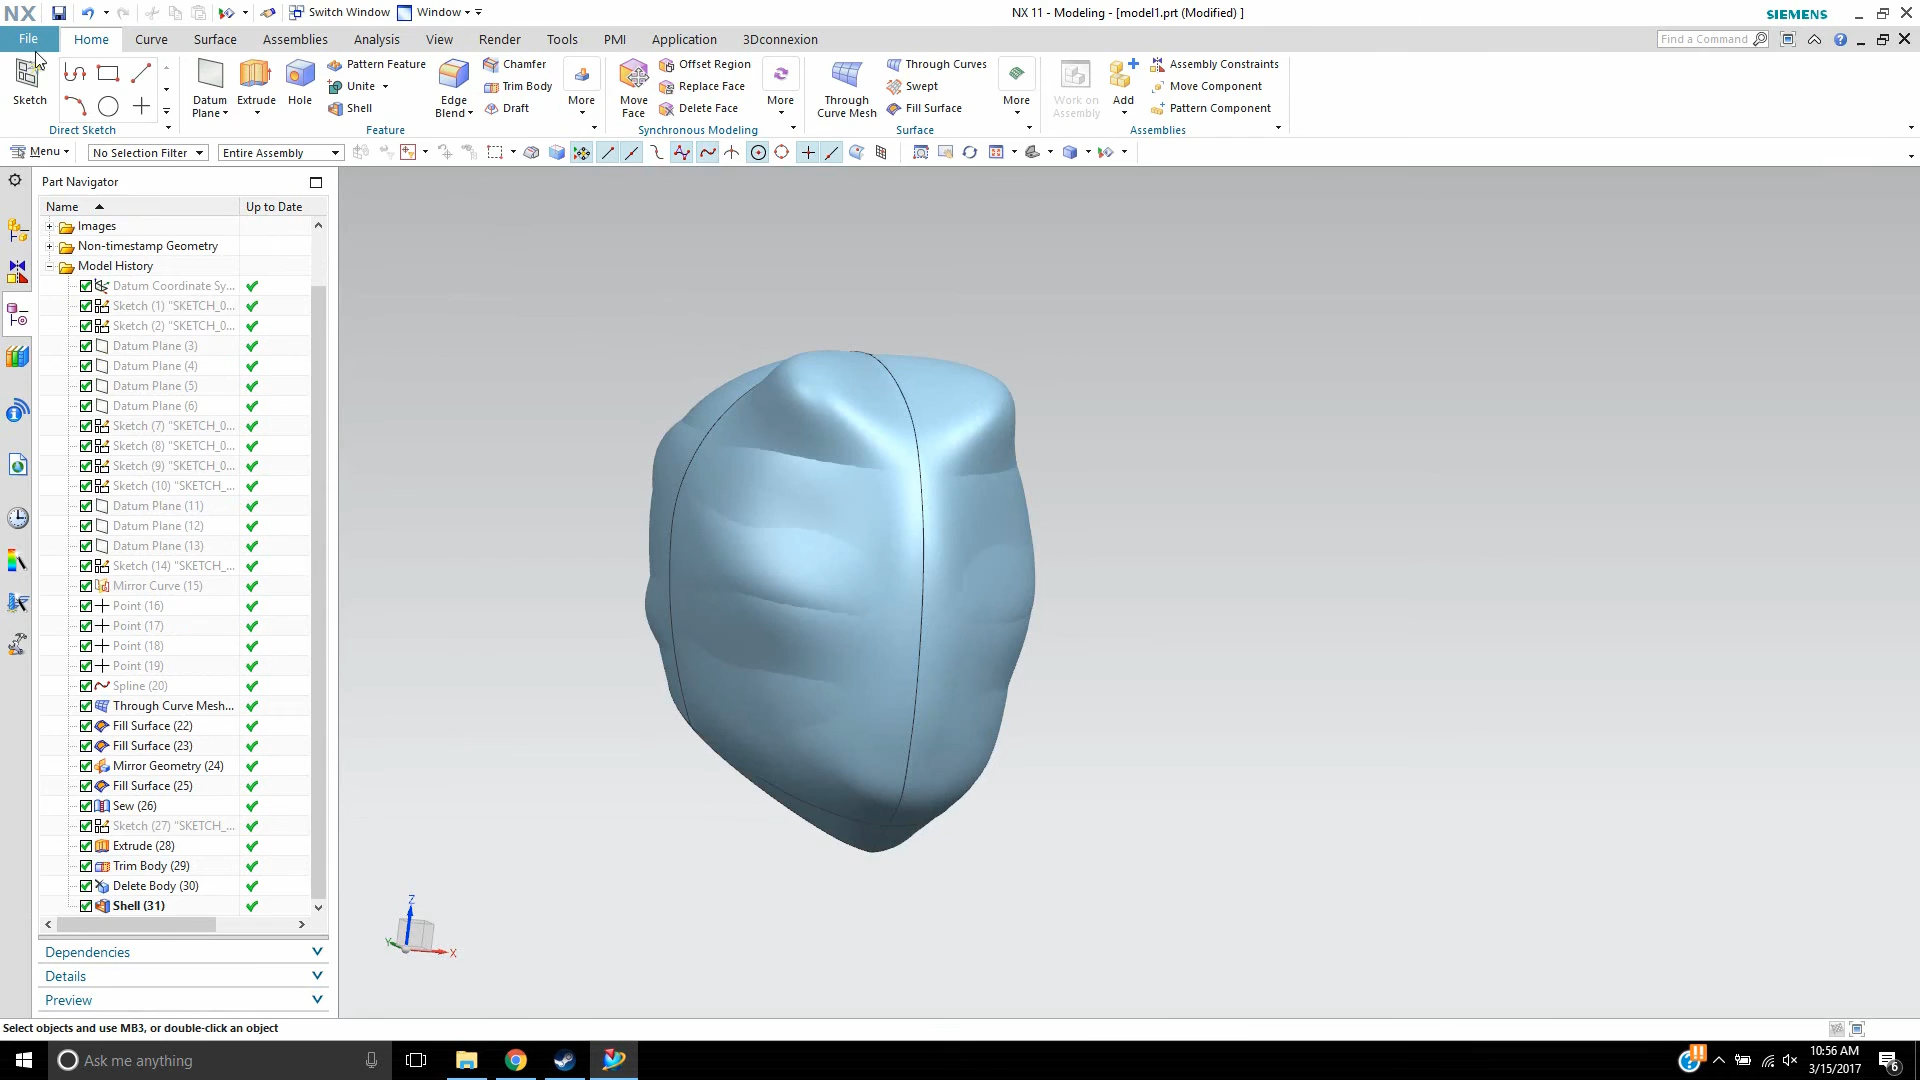 NX
Switch Window
Window
NX 11 - Modeling - [model1.prt (Modified) ]
SIEMENS
File
Home
Curve
Surface
Assemblies
Analysis
View
Render
Tools
PMI
Application
3Dconnexion
Find a Command
Sketch
Direct Sketch
Datum Plane
Extrude
Hole
Pattern Feature
Unite
Shell
Edge Blend
Chamfer
Trim Body
Draft
More
Feature
Move Face
Offset Region
Replace Face
Delete Face
More
Synchronous Modeling
Through Curve Mesh
Through Curves
Swept
Fill Surface
More
Surface
Work on Assembly
Add
Assembly Constraints
Move Component
Pattern Component
Assemblies
Menu
No Selection Filter
Entire Assembly
Part Navigator
Name
Up to Date
Images
Non-timestamp Geometry
Model History
Datum Coordinate Sy...
Sketch (1) "SKETCH_0...
Sketch (2) "SKETCH_0...
Datum Plane (3)
Datum Plane (4)
Datum Plane (5)
Datum Plane (6)
Sketch (7) "SKETCH_0...
Sketch (8) "SKETCH_0...
Sketch (9) "SKETCH_0...
Sketch (10) "SKETCH_...
Datum Plane (11)
Datum Plane (12)
Datum Plane (13)
Sketch (14) "SKETCH_...
Mirror Curve (15)
Point (16)
Point (17)
Point (18)
Point (19)
Spline (20)
Through Curve Mesh...
Fill Surface (22)
Fill Surface (23)
Mirror Geometry (24)
Fill Surface (25)
Sew (26)
Sketch (27) "SKETCH_...
Extrude (28)
Trim Body (29)
Delete Body (30)
Shell (31)
Dependencies
Details
Preview
Z
Y
X
Select objects and use MB3, or double-click an object
Ask me anything
10:56 AM
3/15/2017
6